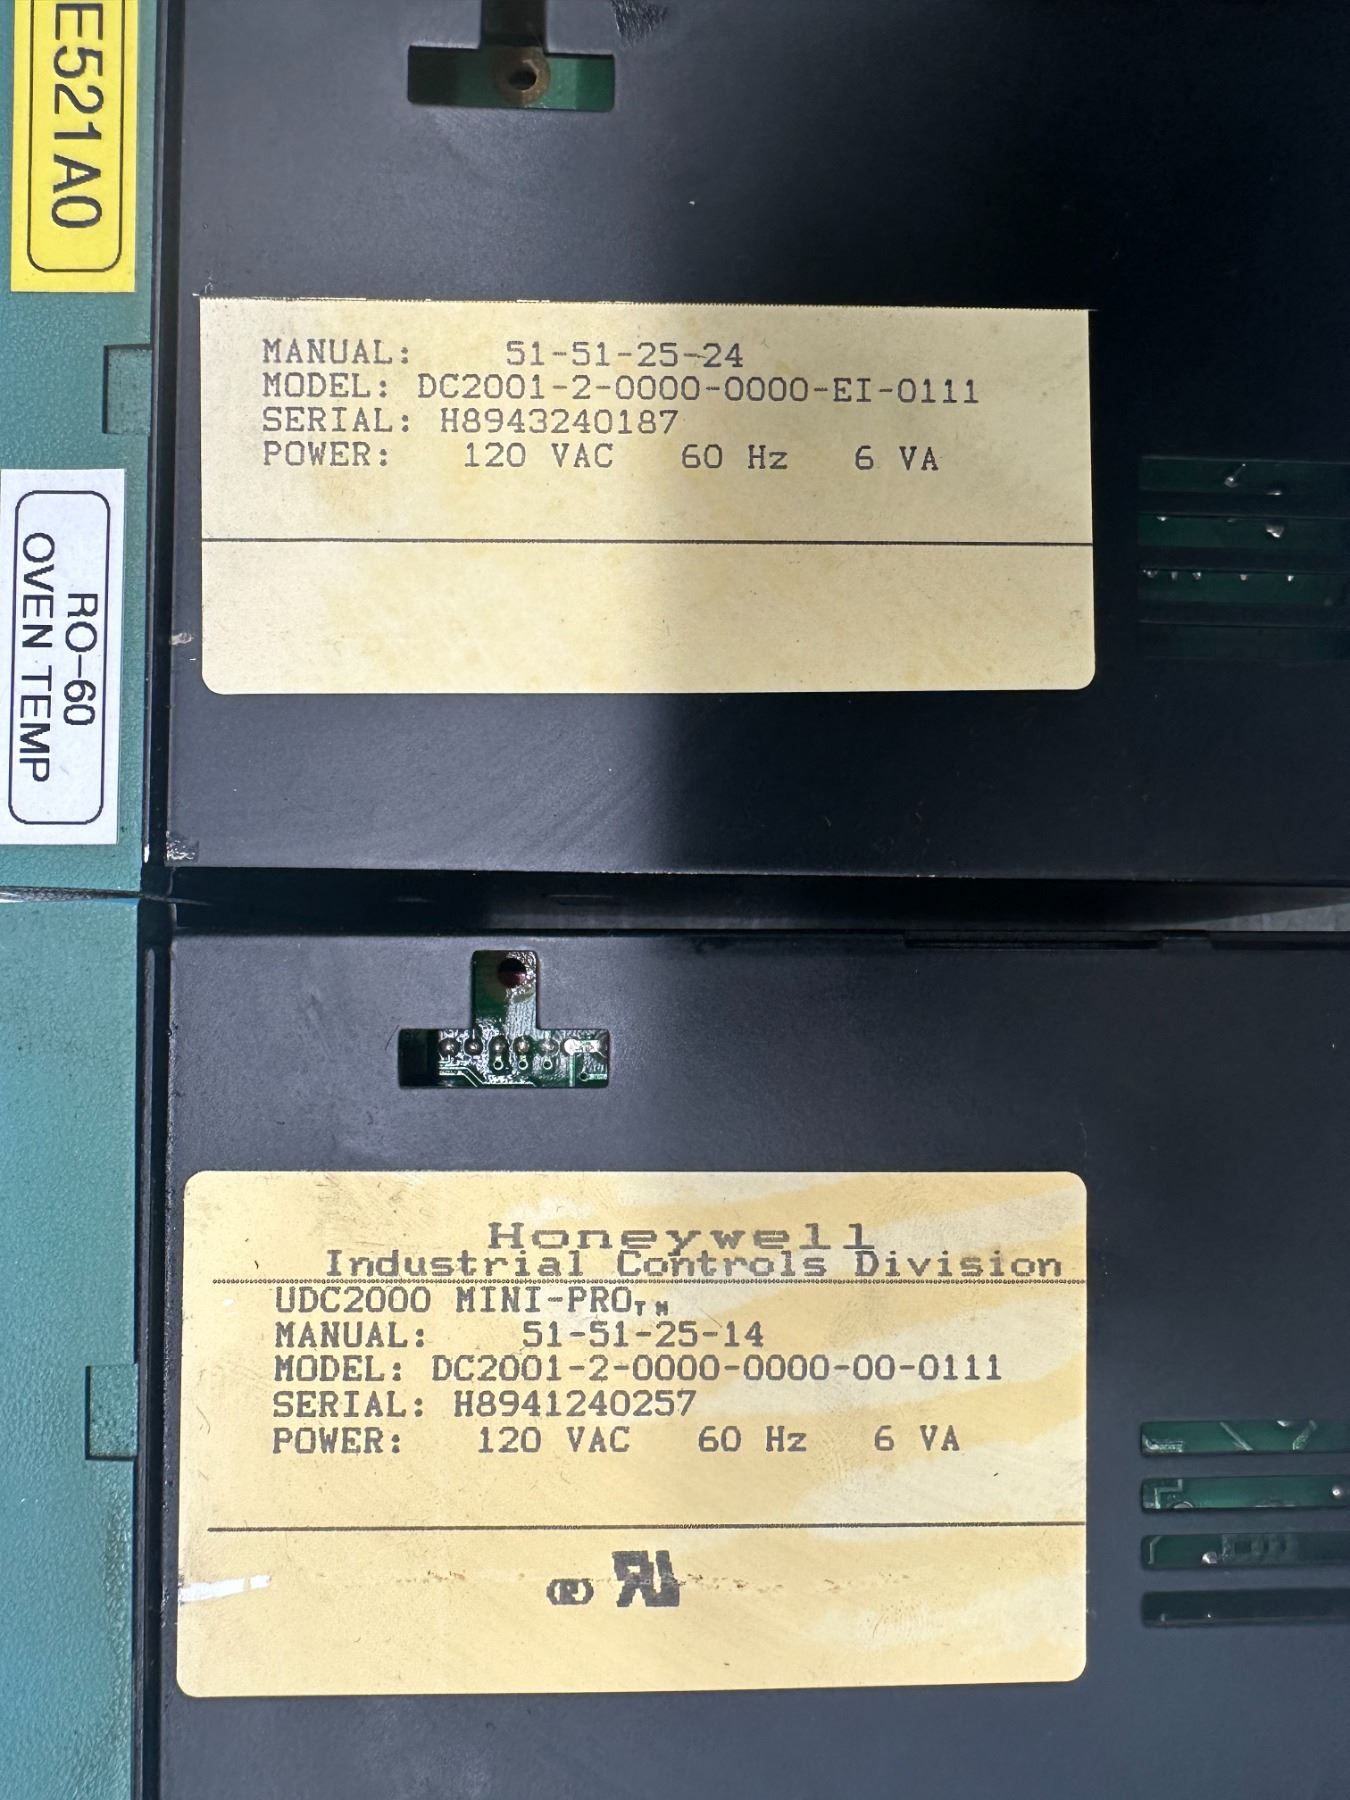 E521A0
MANUAL: 51-51-25-24
MODEL: DC2001-2-0000-0000-EI-0111
SERIAL: H8943240187
POWER: 120 VAC 60 Hz 6 VA
RO-60
OVEN TEMP
Honeywell
Industrial Controls Division
UDC2000 MINI-PRO™
MANUAL: 51-51-25-14
MODEL: DC2001-2-0000-0000-00-0111
SERIAL: H8941240257
POWER: 120 VAC 60 Hz 6 VA